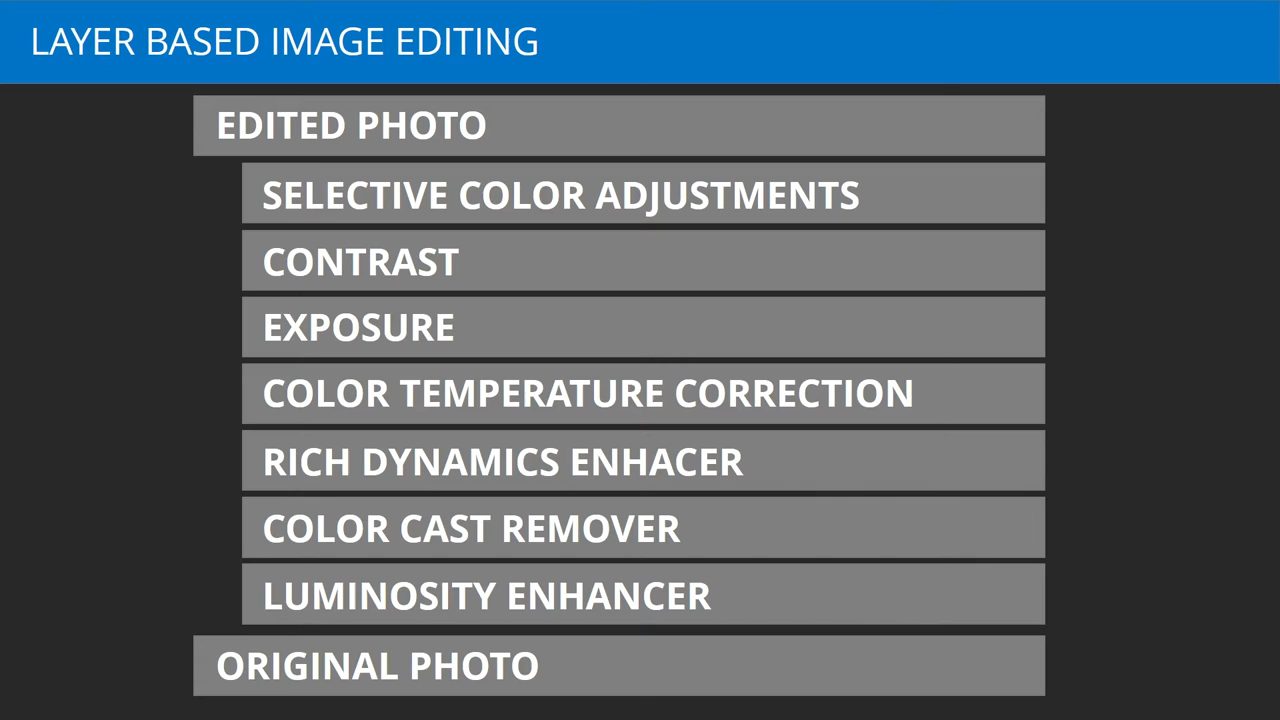 LAYER BASED IMAGE EDITING
EDITED PHOTO
SELECTIVE COLOR ADJUSTMENTS
CONTRAST
EXPOSURE
COLOR TEMPERATURE CORRECTION
RICH DYNAMICS ENHACER
COLOR CAST REMOVER
LUMINOSITY ENHANCER
ORIGINAL PHOTO